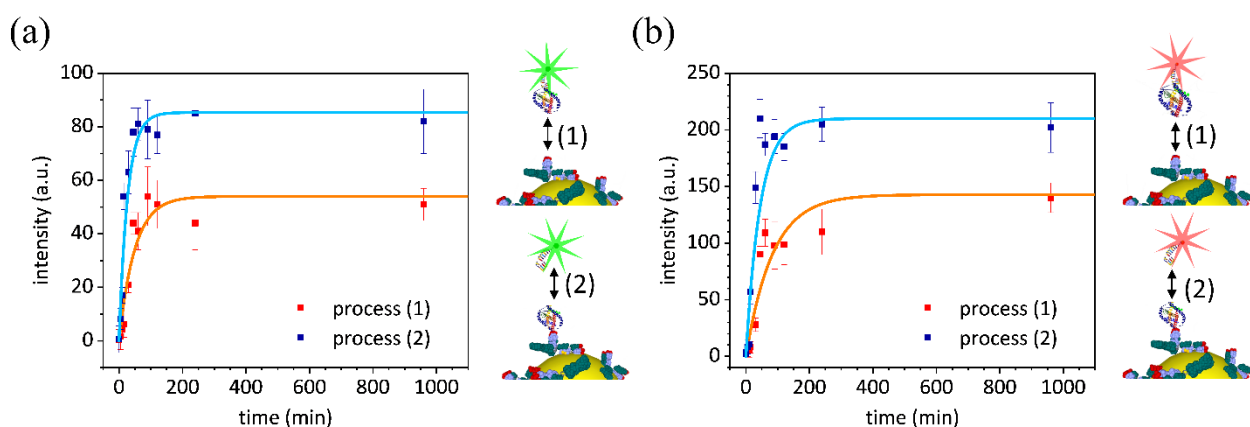 (a)
100
80
60
40
20
0
intensity (a.u.)
0 200 400 600 800 1000
time (min)
process (1)
process (2)
(1)
(2)
(b)
250
200
150
100
50
0
intensity (a.u.)
0 200 400 600 800 1000
time (min)
process (1)
process (2)
(1)
(2)